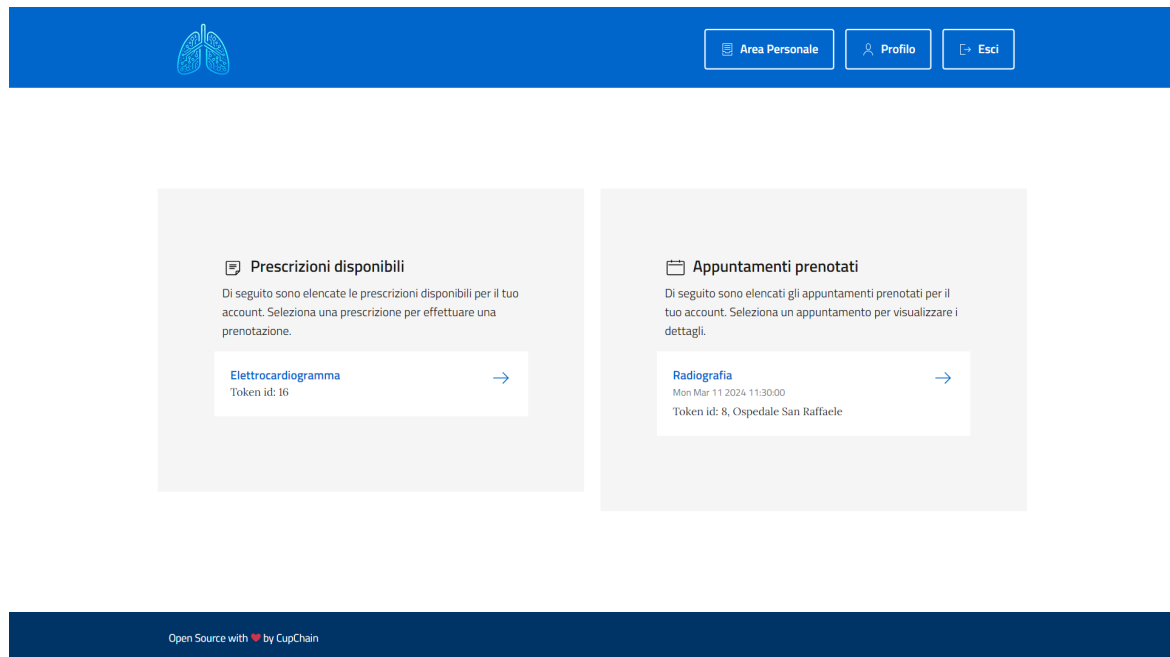 Area Personale
Profilo
Esci
Prescrizioni disponibili
Di seguito sono elencate le prescrizioni disponibili per il tuo
account. Seleziona una prescrizione per effettuare una
prenotazione.
Elettrocardiogramma
Token id: 16
Appuntamenti prenotati
Di seguito sono elencati gli appuntamenti prenotati per il
tuo account. Seleziona un appuntamento per visualizzare i
dettagli.
Radiografia
Mon Mar 11 2024 11:30:00
Token id: 8, Ospedale San Raffaele
Open Source with ❤ by CupChain